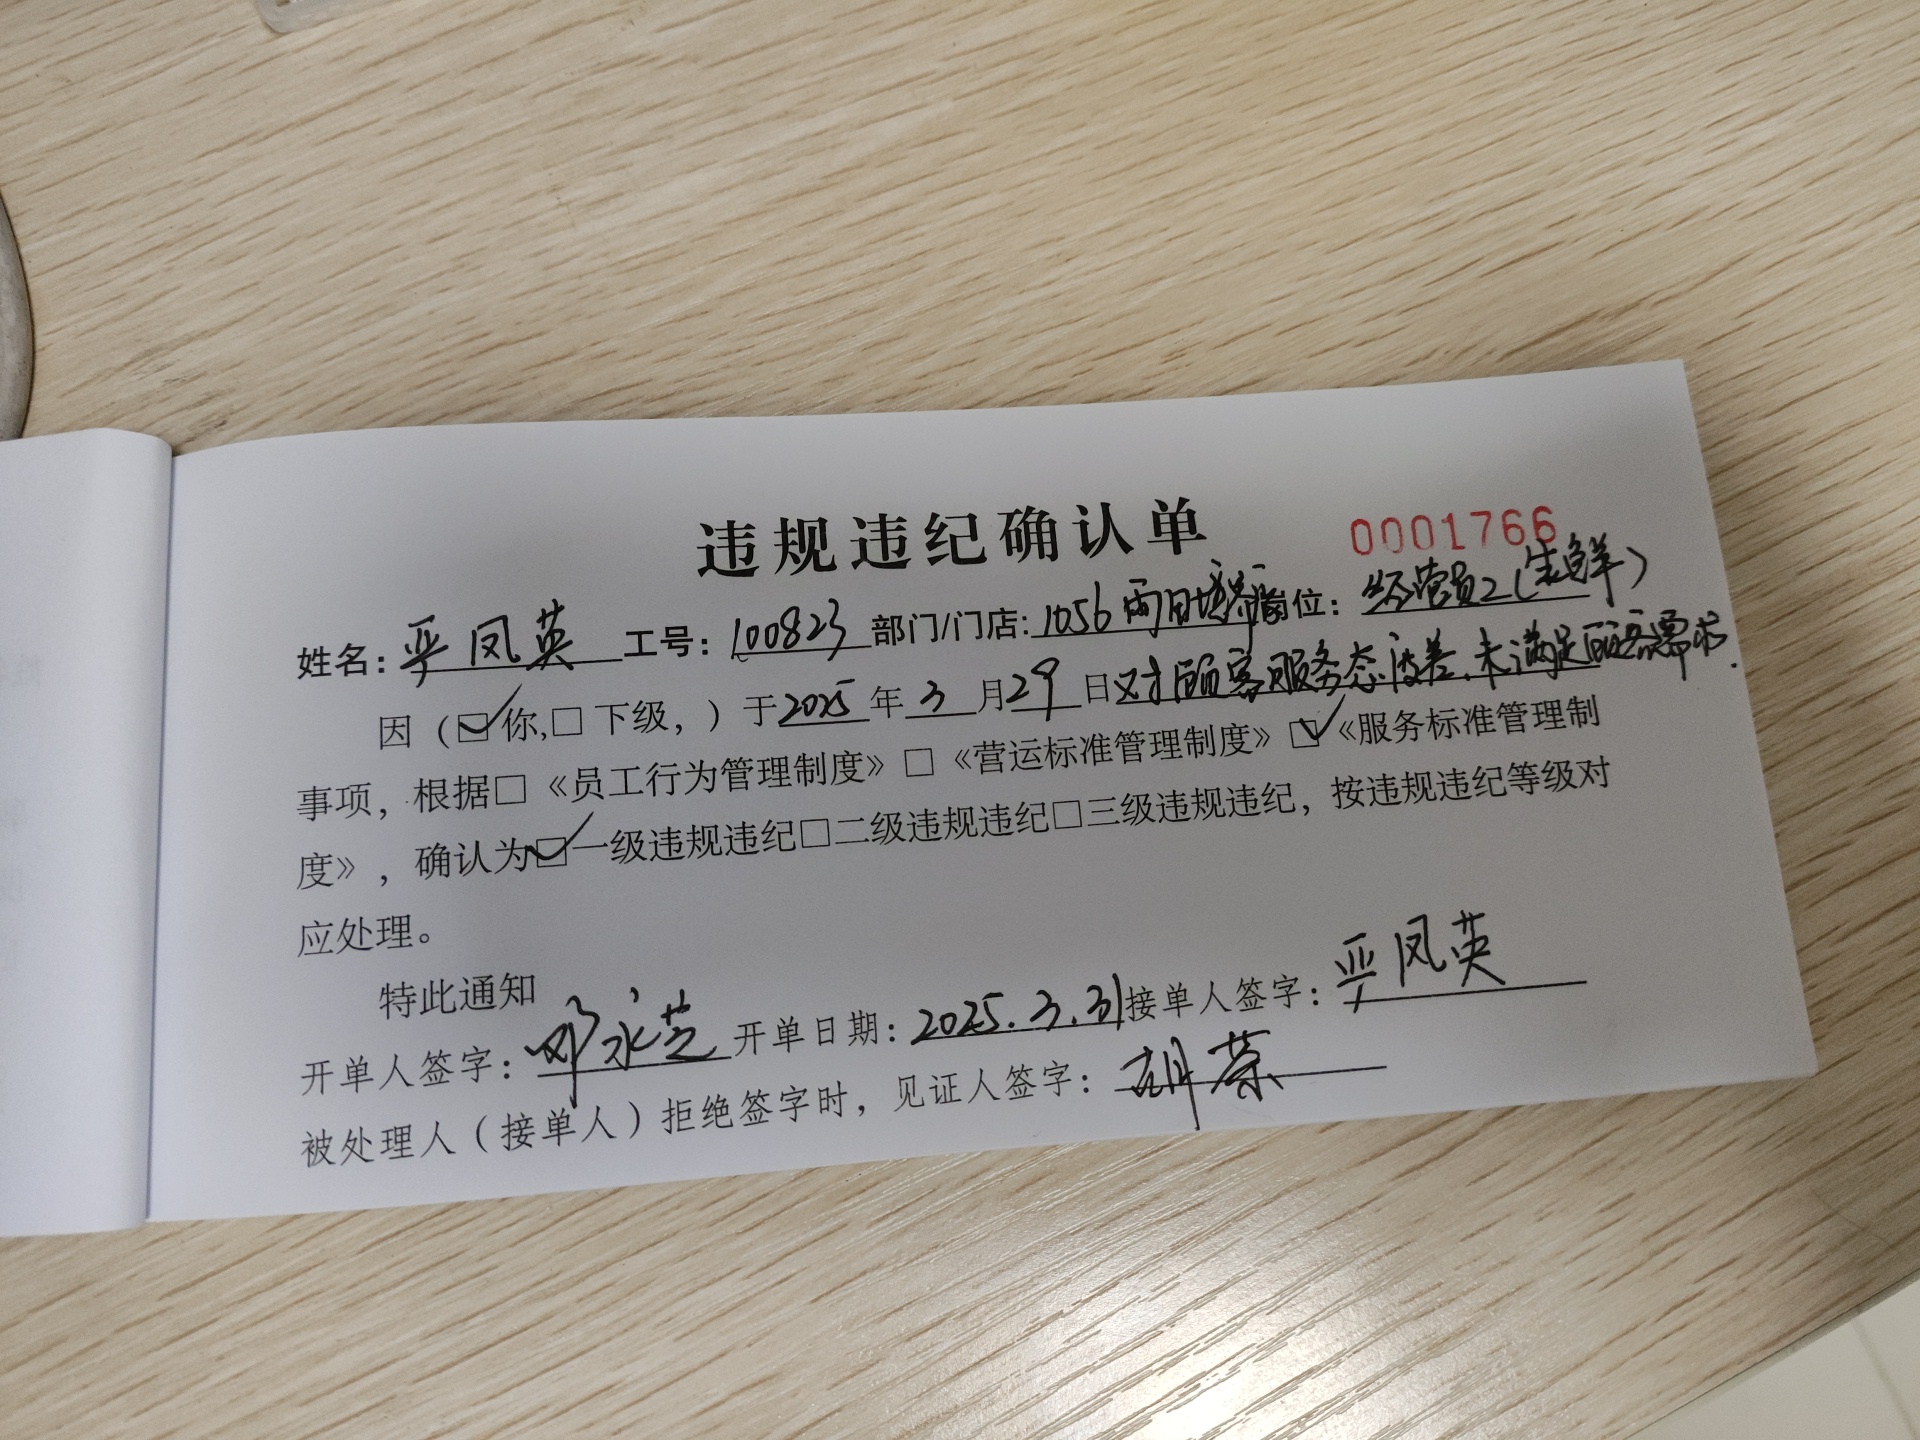 违规违纪确认单 0001766
姓名: 严凤英 工号: 100823 部门/门店: 1056 岗位: 经营员2(生鲜)
因(☑你,□下级,)于2025年3月29日对顾客服务态度差.未满足顾客需求.
事项,根据□《员工行为管理制度》□《营运标准管理制度》☑《服务标准管理制
度》,确认为☑一级违规违纪□二级违规违纪□三级违规违纪,按违规违纪等级对
应处理。
特此通知
开单人签字: 邓永芝 开单日期: 2025.3.31 接单人签字: 严凤英
被处理人(接单人)拒绝签字时,见证人签字: 胡荣